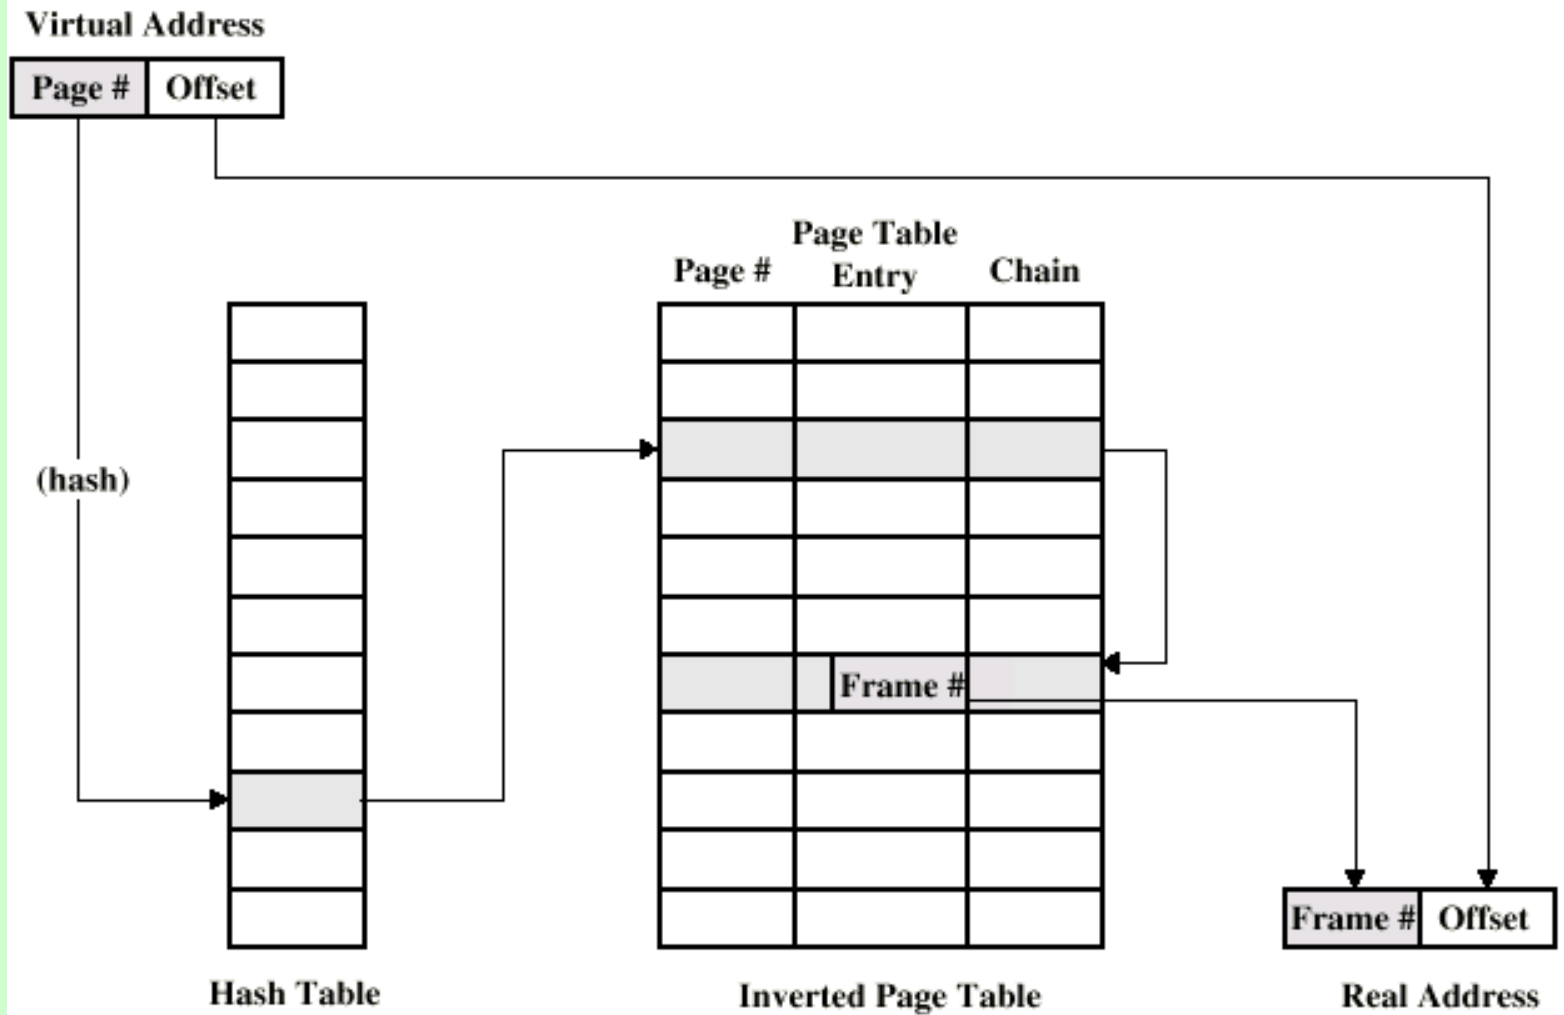 Virtual Address
Page # Offset
Page Table
Page # Entry Chain
(hash)
Frame #
Frame # Offset
Hash Table Inverted Page Table Real Address